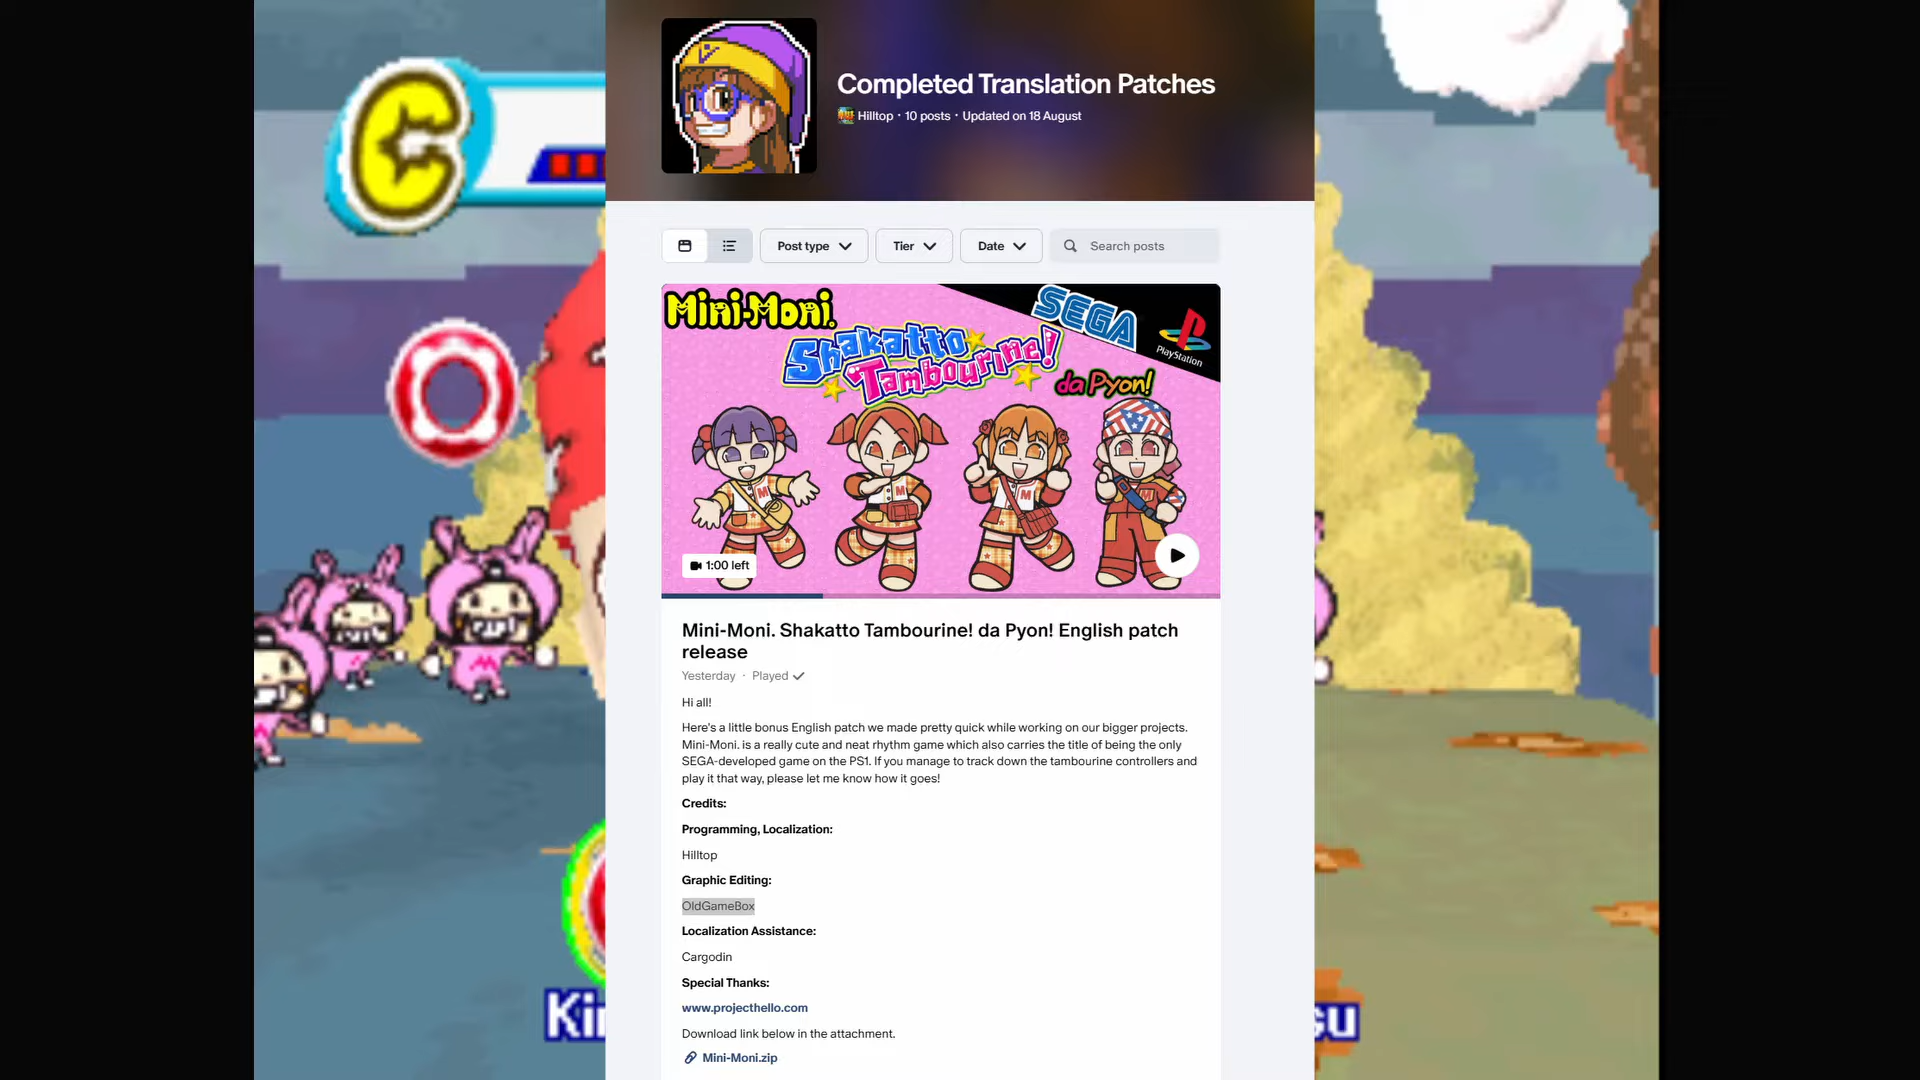 Completed Translation Patches
Hilltop · 10 posts · Updated on 18 August
Post type
Tier
Date
Search posts
Mini-Moni.
SEGA
PlayStation
Shakatto
Tambourine!
da Pyon!
1:00 left
Mini-Moni. Shakatto Tambourine! da Pyon! English patch
release
Yesterday · Played
Hi all!
Here's a little bonus English patch we made pretty quick while working on our bigger projects.
Mini-Moni. is a really cute and neat rhythm game which also carries the title of being the only
SEGA-developed game on the PS1. If you manage to track down the tambourine controllers and
play it that way, please let me know how it goes!
Credits:
Programming, Localization:
Hilltop
Graphic Editing:
OldGameBox
Localization Assistance:
Cargodin
Special Thanks:
www.projecthello.com
Ki
su
Download link below in the attachment.
Mini-Moni.zip